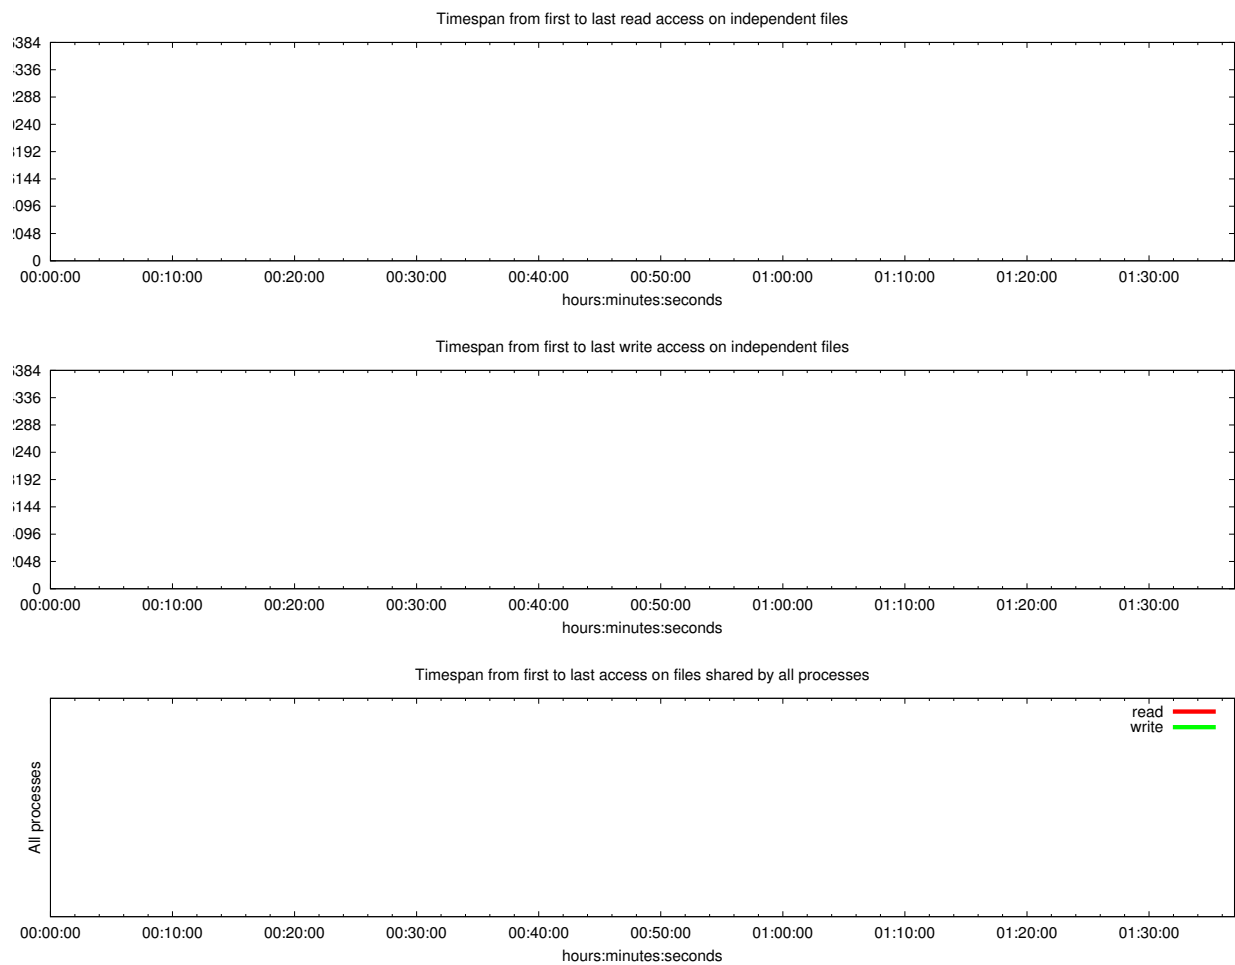 Timespan from first to last read access on independent files
384
336
288
240
192
144
096
048
0
00:00:00 00:10:00 00:20:00 00:30:00 00:40:00 00:50:00 01:00:00 01:10:00 01:20:00 01:30:00
hours:minutes:seconds
Timespan from first to last write access on independent files
384
336
288
240
192
144
096
048
0
00:00:00 00:10:00 00:20:00 00:30:00 00:40:00 00:50:00 01:00:00 01:10:00 01:20:00 01:30:00
hours:minutes:seconds
Timespan from first to last access on files shared by all processes
read
write
All processes
00:00:00 00:10:00 00:20:00 00:30:00 00:40:00 00:50:00 01:00:00 01:10:00 01:20:00 01:30:00
hours:minutes:seconds